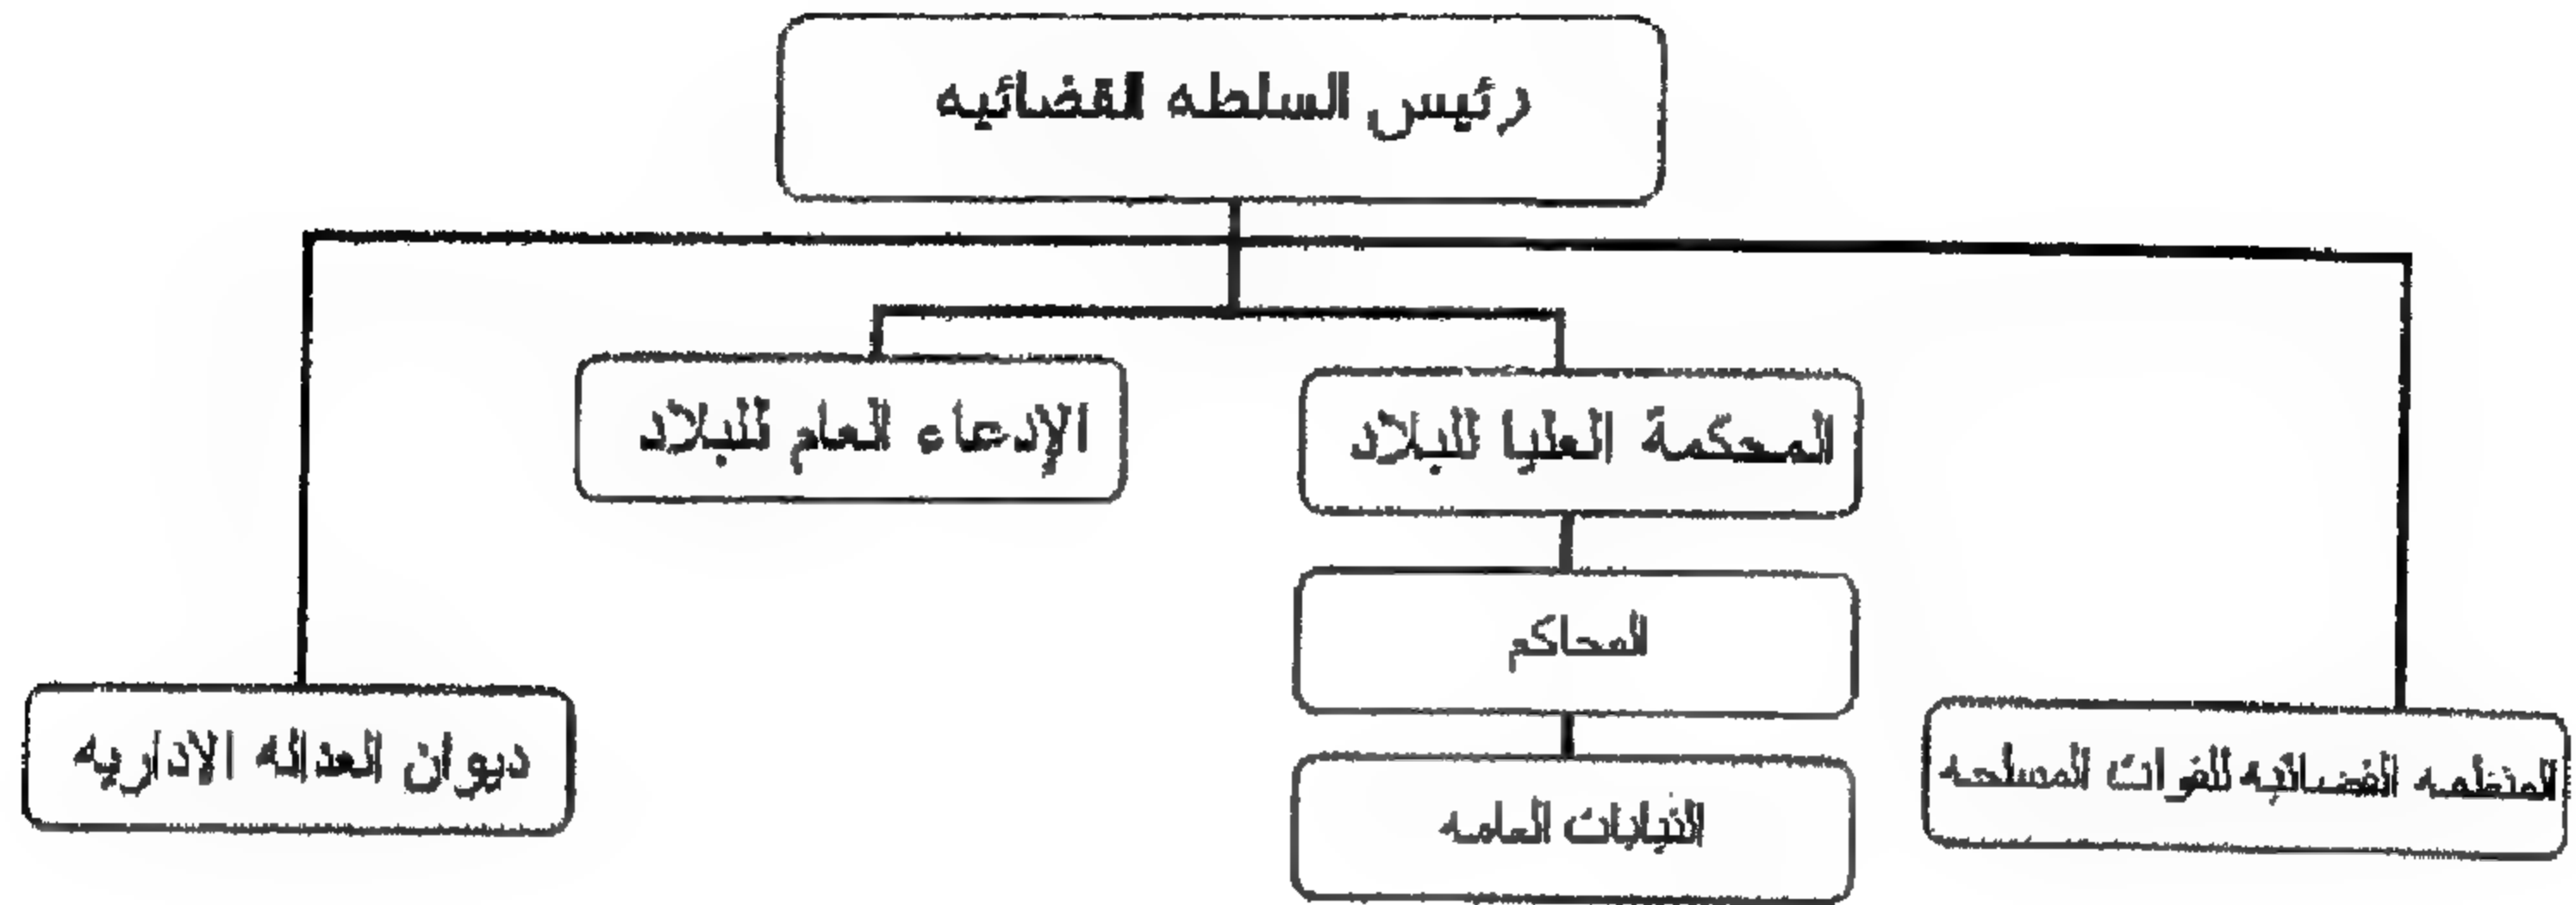 رئيس السلطه القضائيه
المحكمة العليا للبلاد
الإدعاء العام للبلاد
المحاكم
المنظمه القضائيه للقوات المسلحه
النيابات العامه
ديوان العداله الاداريه